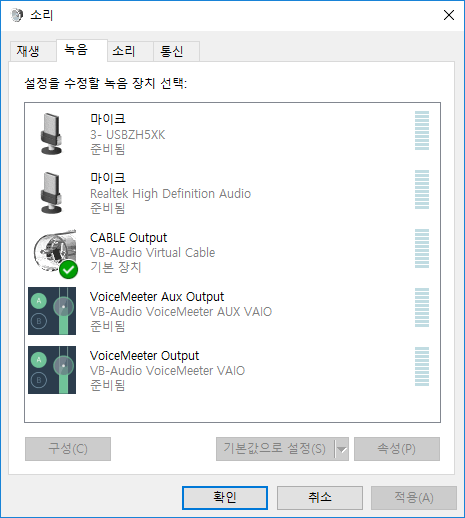 소리
재생 녹음 소리 통신
설정을 수정할 녹음 장치 선택:
마이크
3- USBZH5XK
준비됨
마이크
Realtek High Definition Audio
준비됨
CABLE Output
VB-Audio Virtual Cable
기본 장치
A
B
VoiceMeeter Aux Output
VB-Audio VoiceMeeter AUX VAIO
준비됨
A
B
VoiceMeeter Output
VB-Audio VoiceMeeter VAIO
준비됨
구성(C) 기본값으로 설정(S) 속성(P)
확인 취소 적용(A)